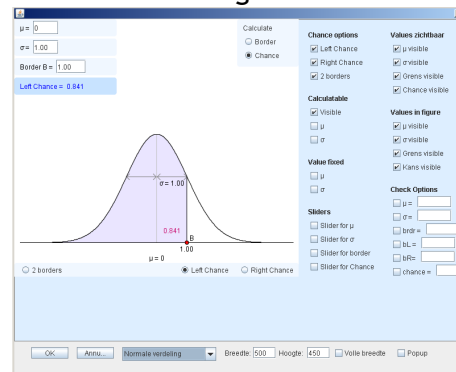 μ = 0
σ = 1.00
Border B = 1.00
Left Chance = 0.841
Calculate
Border
Chance
σ = 1.00
0.841
B
1.00
μ = 0
2 borders
Left Chance
Right Chance
Chance options
Left Chance
Right Chance
2 borders
Calculatable
Visible
μ
σ
Value fixed
μ
σ
Sliders
Slider for μ
Slider for σ
Slider for border
Slider for Chance
Values zichtbaar
μ visible
σ visible
Grens visible
Chance visible
Values in figure
μ visible
σ visible
Grens visible
Kans visible
Check Options
μ =
σ =
brdr =
bL =
bR=
chance =
OK
Annu...
Normale verdeling
Breedte: 500
Hoogte: 450
Volle breedte
Popup